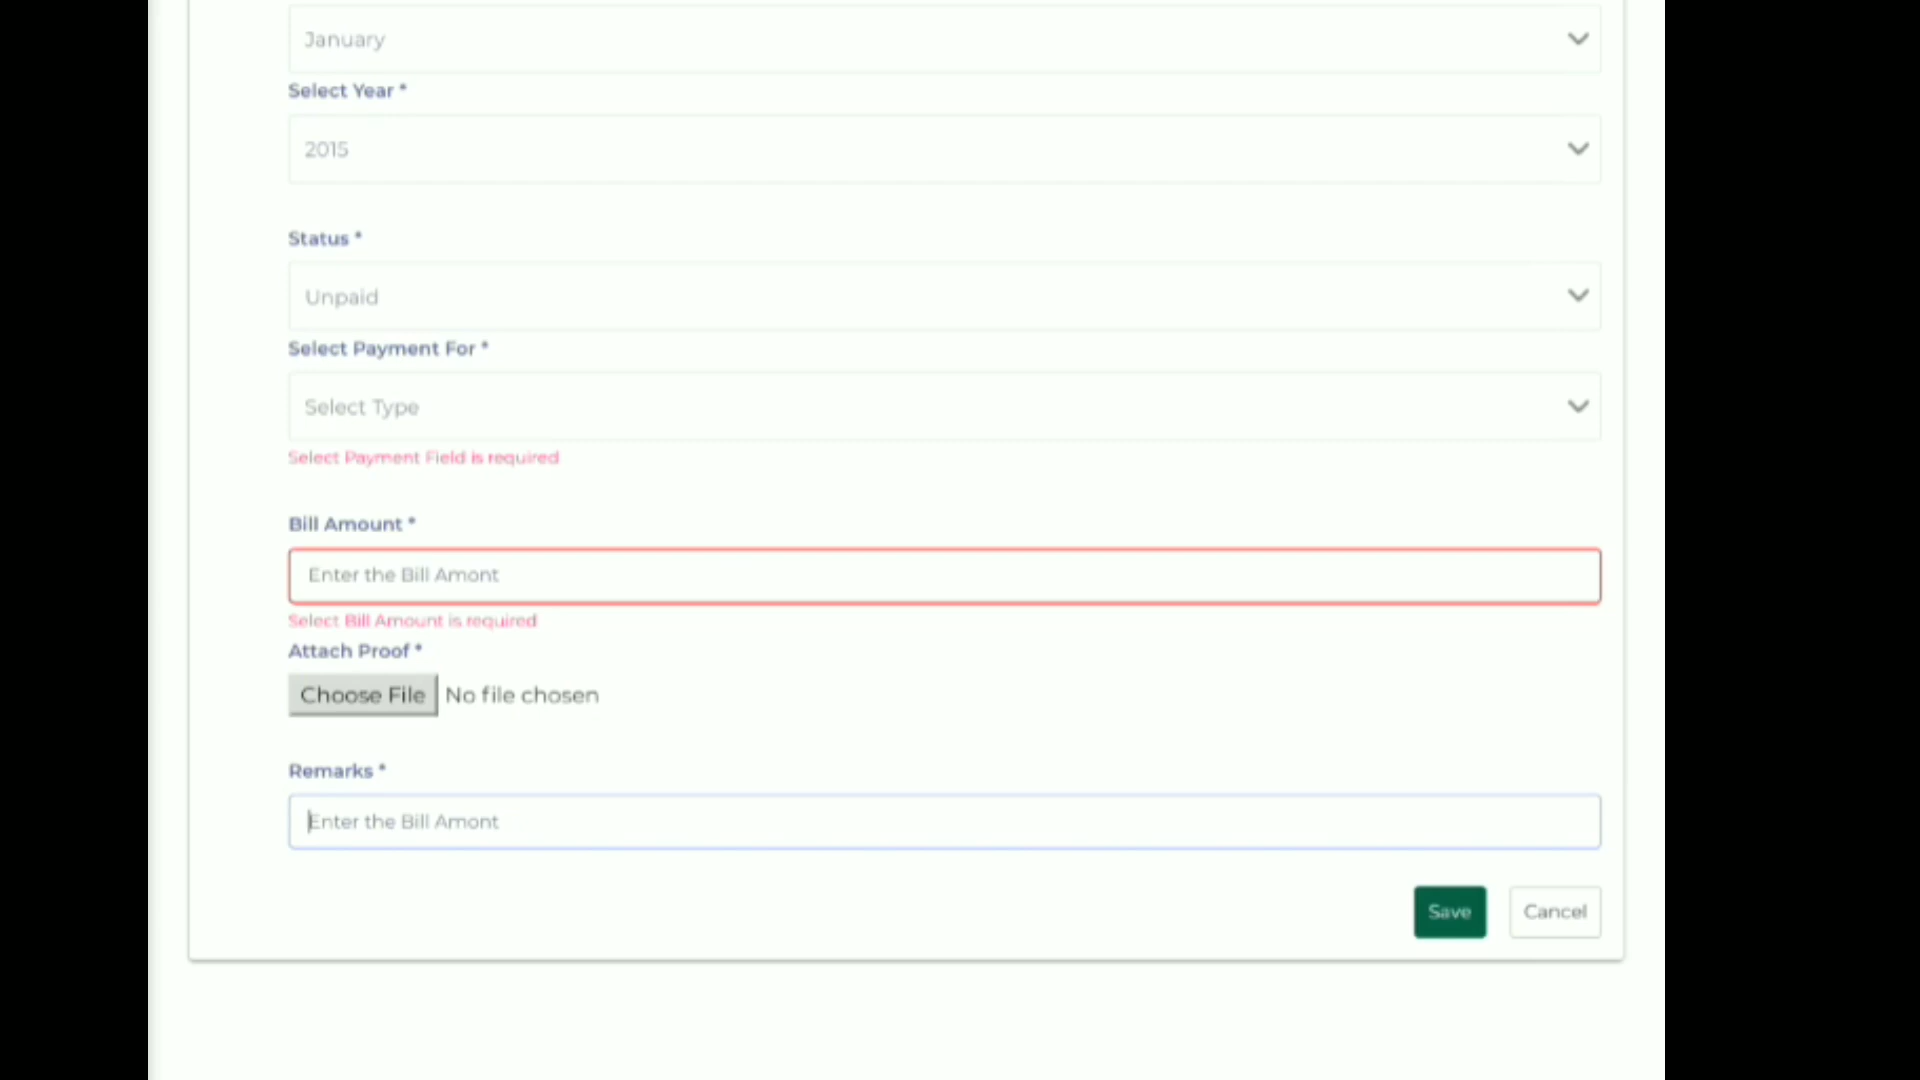 January
Select Year *
2015
Status *
Unpaid
Select Payment For *
Select Type
Select Payment Field is required
Bill Amount *
Enter the Bill Amont
Select Bill Amount is required
Attach Proof *
Choose File No file chosen
Remarks *
Enter the Bill Amont
Save Cancel